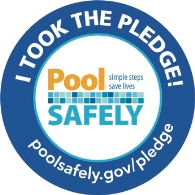 I TOOK THE PLEDGE!
Pool
simple steps
save lives
SAFELY
poolsafely.gov/pledge